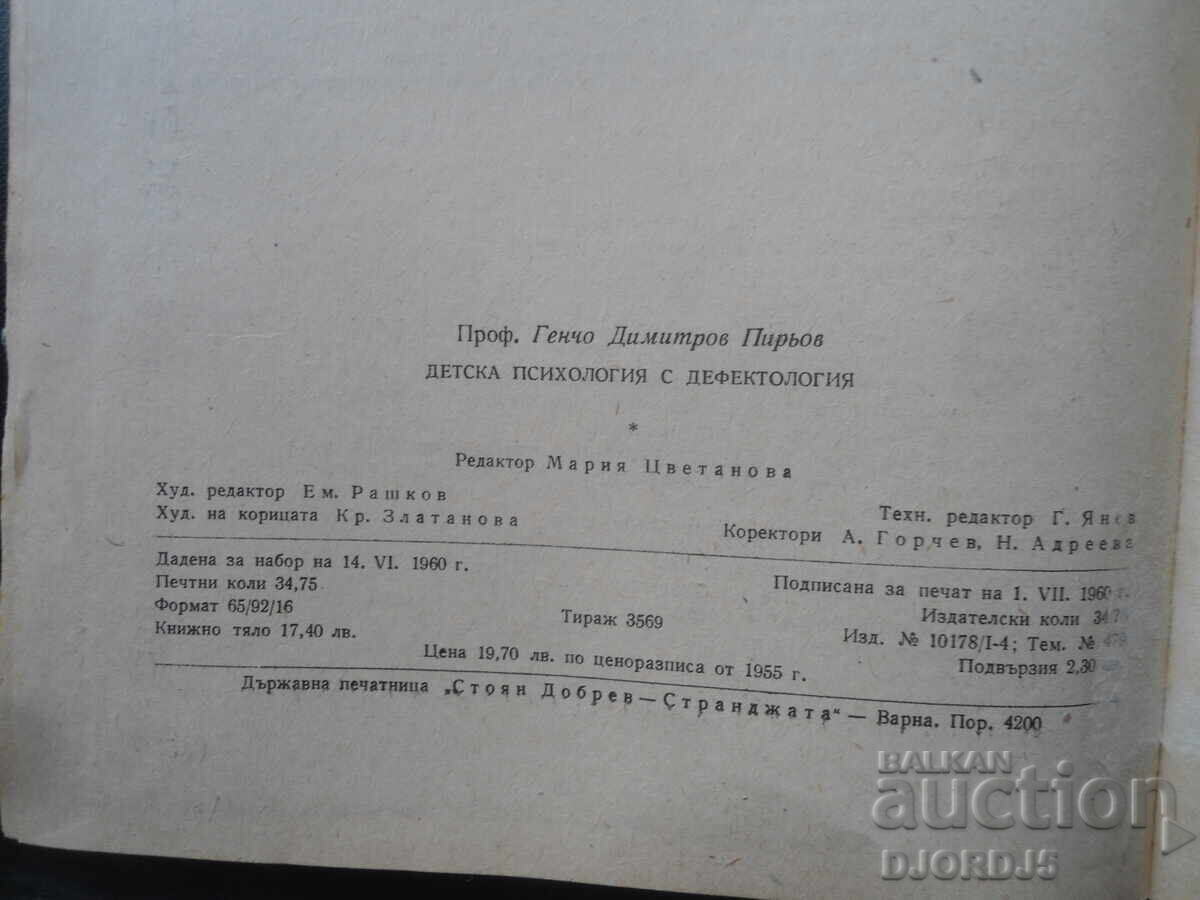 Проф. Генчо Димитров Пирьов
ДЕТСКА ПСИХОЛОГИЯ С ДЕФЕКТОЛОГИЯ
*
Редактор Мария Цветанова
Худ. редактор Ем. Рашков
Техн. редактор Г. Янев
Худ. на корицата Кр. Златанова
Коректори А. Горчев, Н. Адреева
Дадена за набор на 14. VI. 1960 г.
Подписана за печат на 1. VII. 1960 г.
Печтни коли 34,75
Издателски коли
Формат 65/92/16
Тираж 3569
Изд. № 10178/I-4; Тем. №
Книжно тяло 17,40 лв.
Цена 19,70 лв. по ценоразписа от 1955 г.
Подвързия 2,30
Държавна печатница „Стоян Добрев—Странджата“ — Варна. Пор. 4200
BALKAN
auction
DJORDJ5